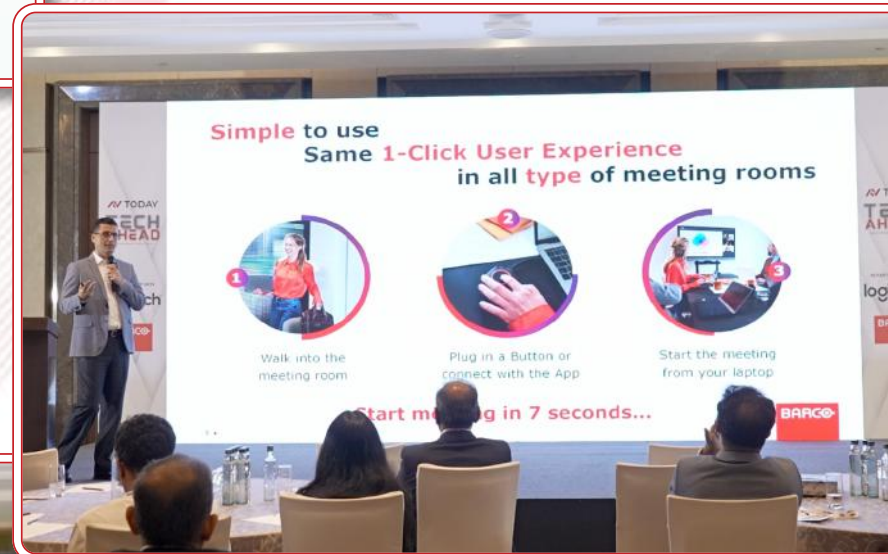 Simple to use
Same 1-Click User Experience
in all type of meeting rooms
AV TODAY
TECH
AHEAD
1
2
3
Walk into the
meeting room
Plug in a Button or
connect with the App
Start the meeting
from your laptop
Start in 7 seconds...
BARCO